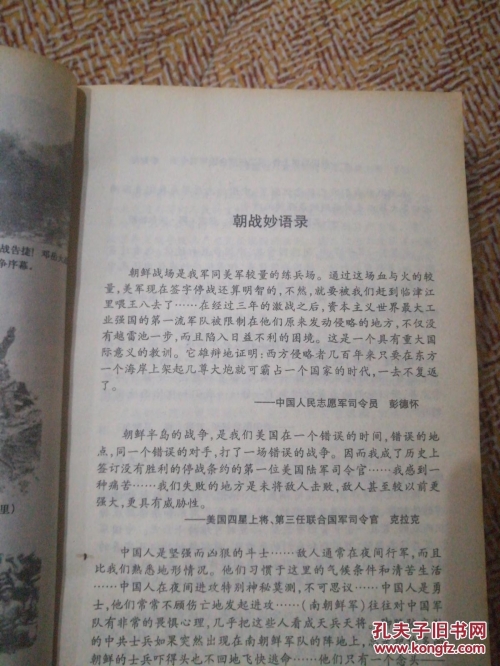 战告捷！邓岳
争序幕。
里）
朝战妙语录
朝鲜战场是我军同美军较量的练兵场。通过这场血与火的较
量,美军现在签字停战还算明智的,不然,就要被我们赶到临津江
里喂王八去了……在经过三年的激战之后,资本主义世界最大工
业强国的第一流军队被限制在他们原来发动侵略的地方,不仅没
有越雷池一步,而且陷入日益不利的困境。这是一个具有重大国
际意义的教训。它雄辩地证明:西方侵略者几百年来只要在东方
一个海岸上架起几尊大炮就可霸占一个国家的时代,一去不复返
了。
——中国人民志愿军司令员　彭德怀
朝鲜半岛的战争,是我们美国在一个错误的时间,错误的地
点,同一个错误的对手,打了一场错误的战争。因而我成了历史上
签订没有胜利的停战条约的第一位美国陆军司令官……我感到一
种痛苦……我们失败的地方是未将敌人击败,敌人甚至较以前更
强大,更具有威胁性。
——美国四星上将、第三任联合国军司令官　克拉克
中国人是坚强而凶狠的斗士……敌人通常在夜间行军,而且
比我们熟悉地形情况。他们习惯于这里的气候条件和清苦生活
……中国人在夜间进攻特别神秘莫测,不可思议……中国人是勇
士,他们常常不顾伤亡地发起进攻……(南朝鲜军)往往对中国军
队有非常的畏惧心理,几乎把这些人看成天兵天将
的中共士兵如果突然出现在南朝鲜军队的阵地上,
朝鲜的士兵吓得头也不回地飞快逃命……他们只有一个
孔夫子旧书网
www.kongfz.com